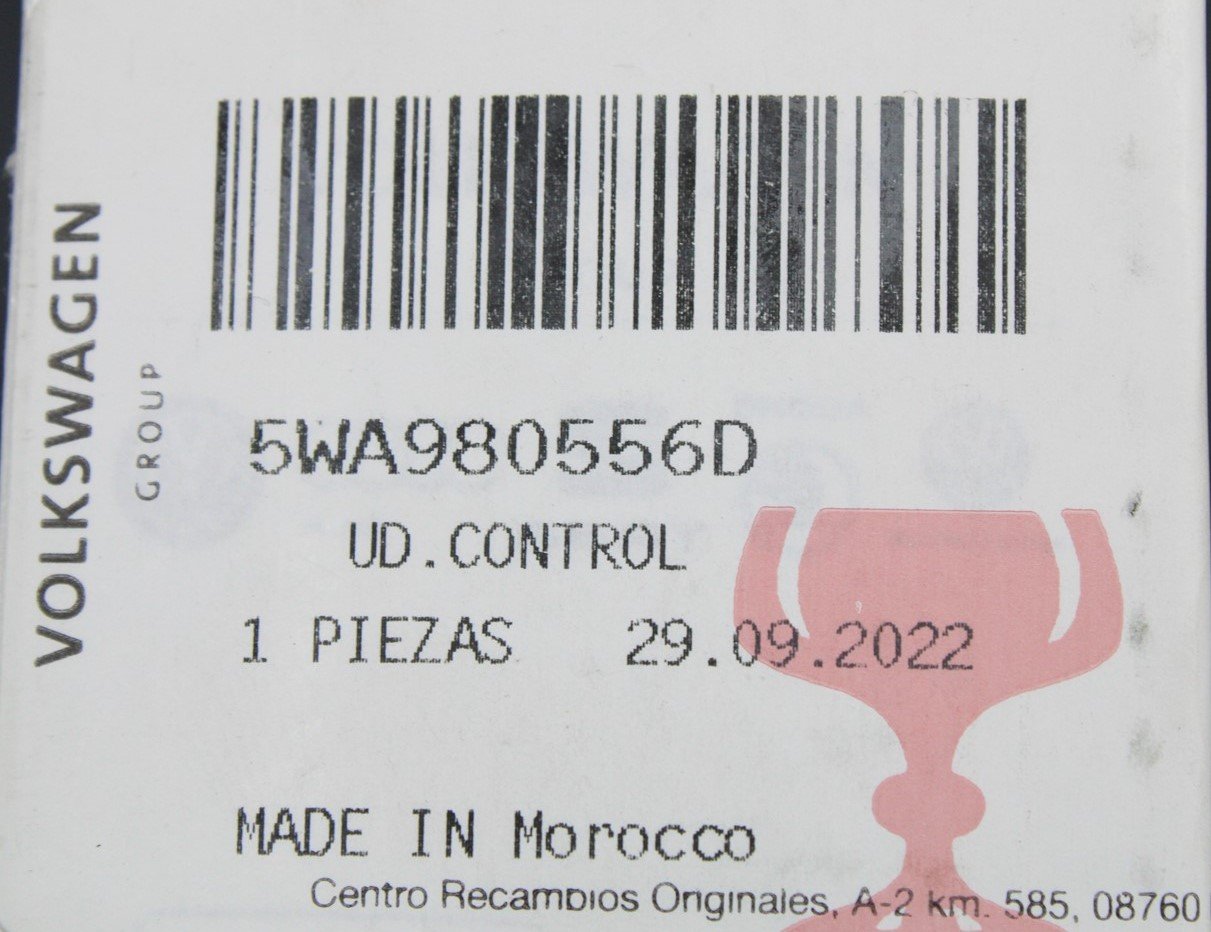 VOLKSWAGEN
GROUP
5WA980556D
UD.CONTROL
1 PIEZAS 29.09.2022
MADE IN Morocco
Centro Recambios Originales, A-2 km. 585, 08760